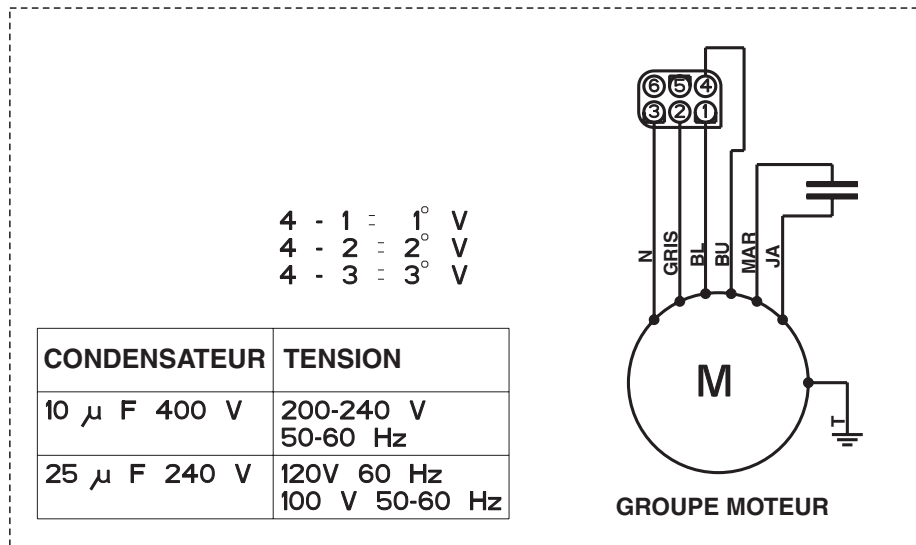 6 5 4
3 2 1
4 - 1 = 1° V
4 - 2 = 2° V
4 - 3 = 3° V
N GRIS BL BU MAR JA
CONDENSATEUR TENSION
10 µ F 400 V 200-240 V
50-60 Hz
25 µ F 240 V 120V 60 Hz
100 V 50-60 Hz
M
T
GROUPE MOTEUR